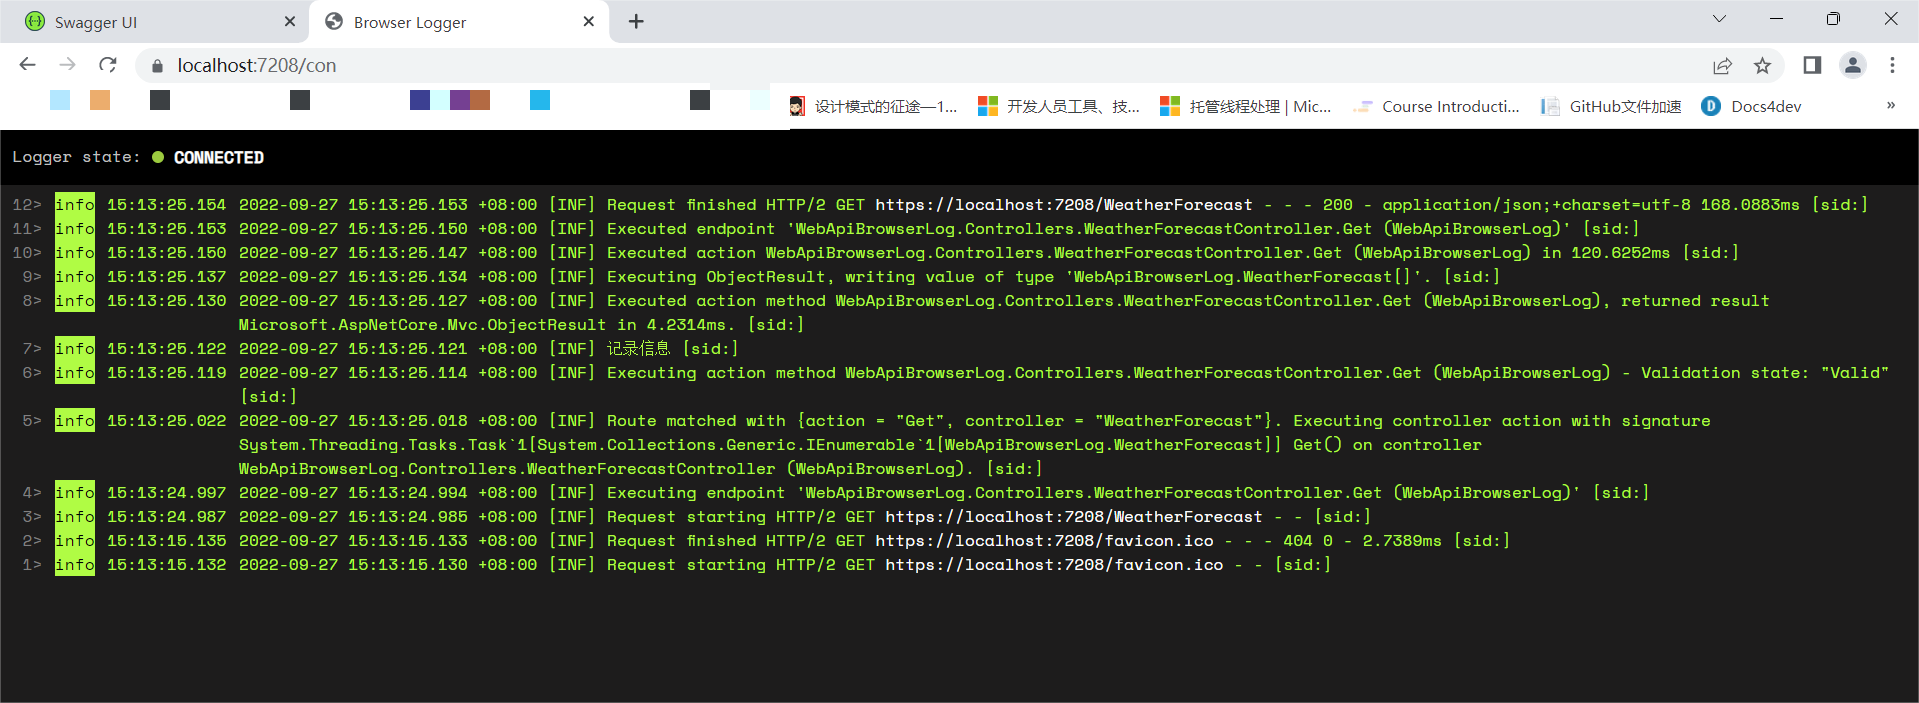 Swagger UI
Browser Logger
localhost:7208/con
设计模式的征途—1...
开发人员工具、技...
托管线程处理 | Mic...
Course Introducti...
GitHub文件加速
Docs4dev
»
Logger state: CONNECTED
12> info 15:13:25.154 2022-09-27 15:13:25.153 +08:00 [INF] Request finished HTTP/2 GET https://localhost:7208/WeatherForecast - - - 200 - application/json;+charset=utf-8 168.0883ms [sid:]
11> info 15:13:25.153 2022-09-27 15:13:25.150 +08:00 [INF] Executed endpoint 'WebApiBrowserLog.Controllers.WeatherForecastController.Get (WebApiBrowserLog)' [sid:]
10> info 15:13:25.150 2022-09-27 15:13:25.147 +08:00 [INF] Executed action WebApiBrowserLog.Controllers.WeatherForecastController.Get (WebApiBrowserLog) in 120.6252ms [sid:]
9> info 15:13:25.137 2022-09-27 15:13:25.134 +08:00 [INF] Executing ObjectResult, writing value of type 'WebApiBrowserLog.WeatherForecast[]'. [sid:]
8> info 15:13:25.130 2022-09-27 15:13:25.127 +08:00 [INF] Executed action method WebApiBrowserLog.Controllers.WeatherForecastController.Get (WebApiBrowserLog), returned result
Microsoft.AspNetCore.Mvc.ObjectResult in 4.2314ms. [sid:]
7> info 15:13:25.122 2022-09-27 15:13:25.121 +08:00 [INF] 记录信息 [sid:]
6> info 15:13:25.119 2022-09-27 15:13:25.114 +08:00 [INF] Executing action method WebApiBrowserLog.Controllers.WeatherForecastController.Get (WebApiBrowserLog) - Validation state: "Valid"
[sid:]
5> info 15:13:25.022 2022-09-27 15:13:25.018 +08:00 [INF] Route matched with {action = "Get", controller = "WeatherForecast"}. Executing controller action with signature
System.Threading.Tasks.Task`1[System.Collections.Generic.IEnumerable`1[WebApiBrowserLog.WeatherForecast]] Get() on controller
WebApiBrowserLog.Controllers.WeatherForecastController (WebApiBrowserLog). [sid:]
4> info 15:13:24.997 2022-09-27 15:13:24.994 +08:00 [INF] Executing endpoint 'WebApiBrowserLog.Controllers.WeatherForecastController.Get (WebApiBrowserLog)' [sid:]
3> info 15:13:24.987 2022-09-27 15:13:24.985 +08:00 [INF] Request starting HTTP/2 GET https://localhost:7208/WeatherForecast - - [sid:]
2> info 15:13:15.135 2022-09-27 15:13:15.133 +08:00 [INF] Request finished HTTP/2 GET https://localhost:7208/favicon.ico - - - 404 0 - 2.7389ms [sid:]
1> info 15:13:15.132 2022-09-27 15:13:15.130 +08:00 [INF] Request starting HTTP/2 GET https://localhost:7208/favicon.ico - - [sid:]